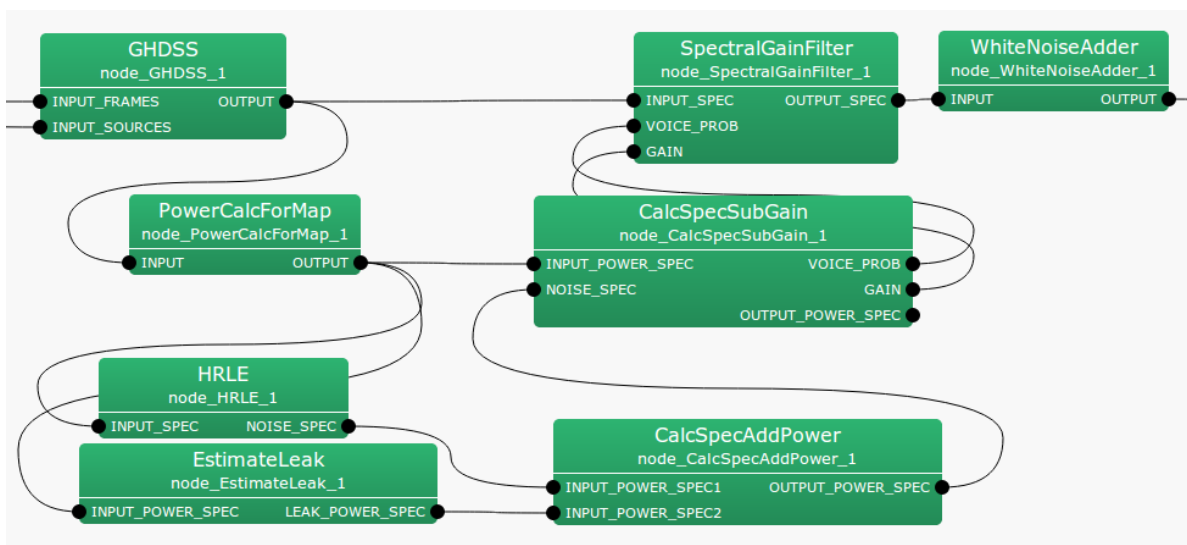 GHDSS
node_GHDSS_1
INPUT_FRAMES OUTPUT
INPUT_SOURCES
SpectralGainFilter
node_SpectralGainFilter_1
INPUT_SPEC OUTPUT_SPEC
VOICE_PROB
GAIN
WhiteNoiseAdder
node_WhiteNoiseAdder_1
INPUT OUTPUT
PowerCalcForMap
node_PowerCalcForMap_1
INPUT OUTPUT
CalcSpecSubGain
node_CalcSpecSubGain_1
INPUT_POWER_SPEC VOICE_PROB
NOISE_SPEC GAIN
OUTPUT_POWER_SPEC
HRLE
node_HRLE_1
INPUT_SPEC NOISE_SPEC
EstimateLeak
node_EstimateLeak_1
INPUT_POWER_SPEC LEAK_POWER_SPEC
CalcSpecAddPower
node_CalcSpecAddPower_1
INPUT_POWER_SPEC1 OUTPUT_POWER_SPEC
INPUT_POWER_SPEC2